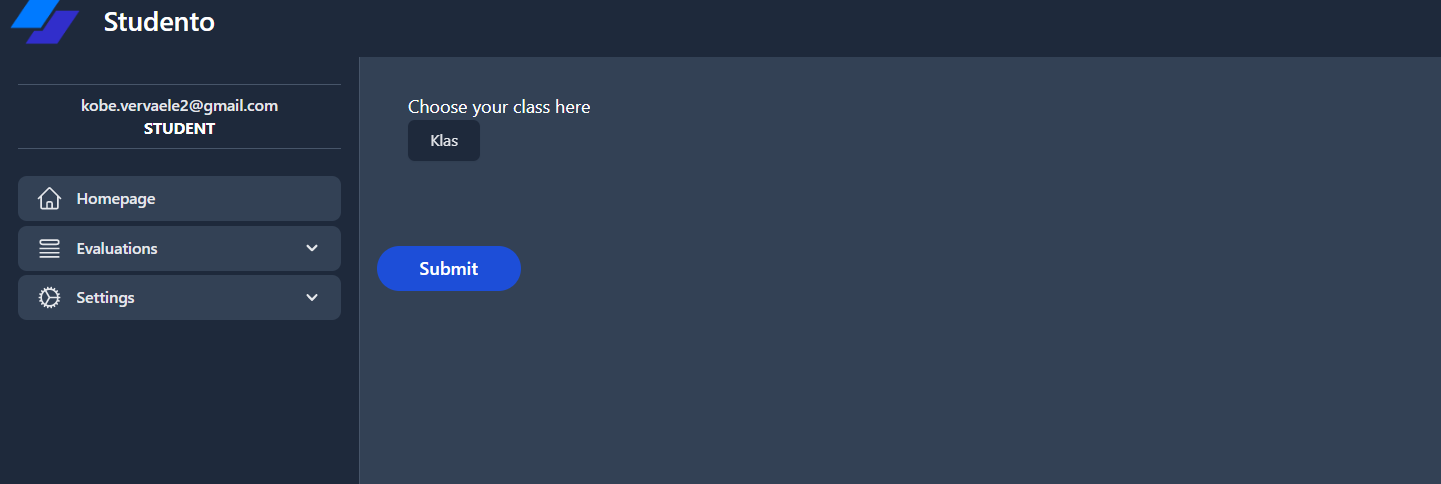 Studento
kobe.vervaele2@gmail.com
STUDENT
Homepage
Evaluations
Settings
Choose your class here
Klas
Submit